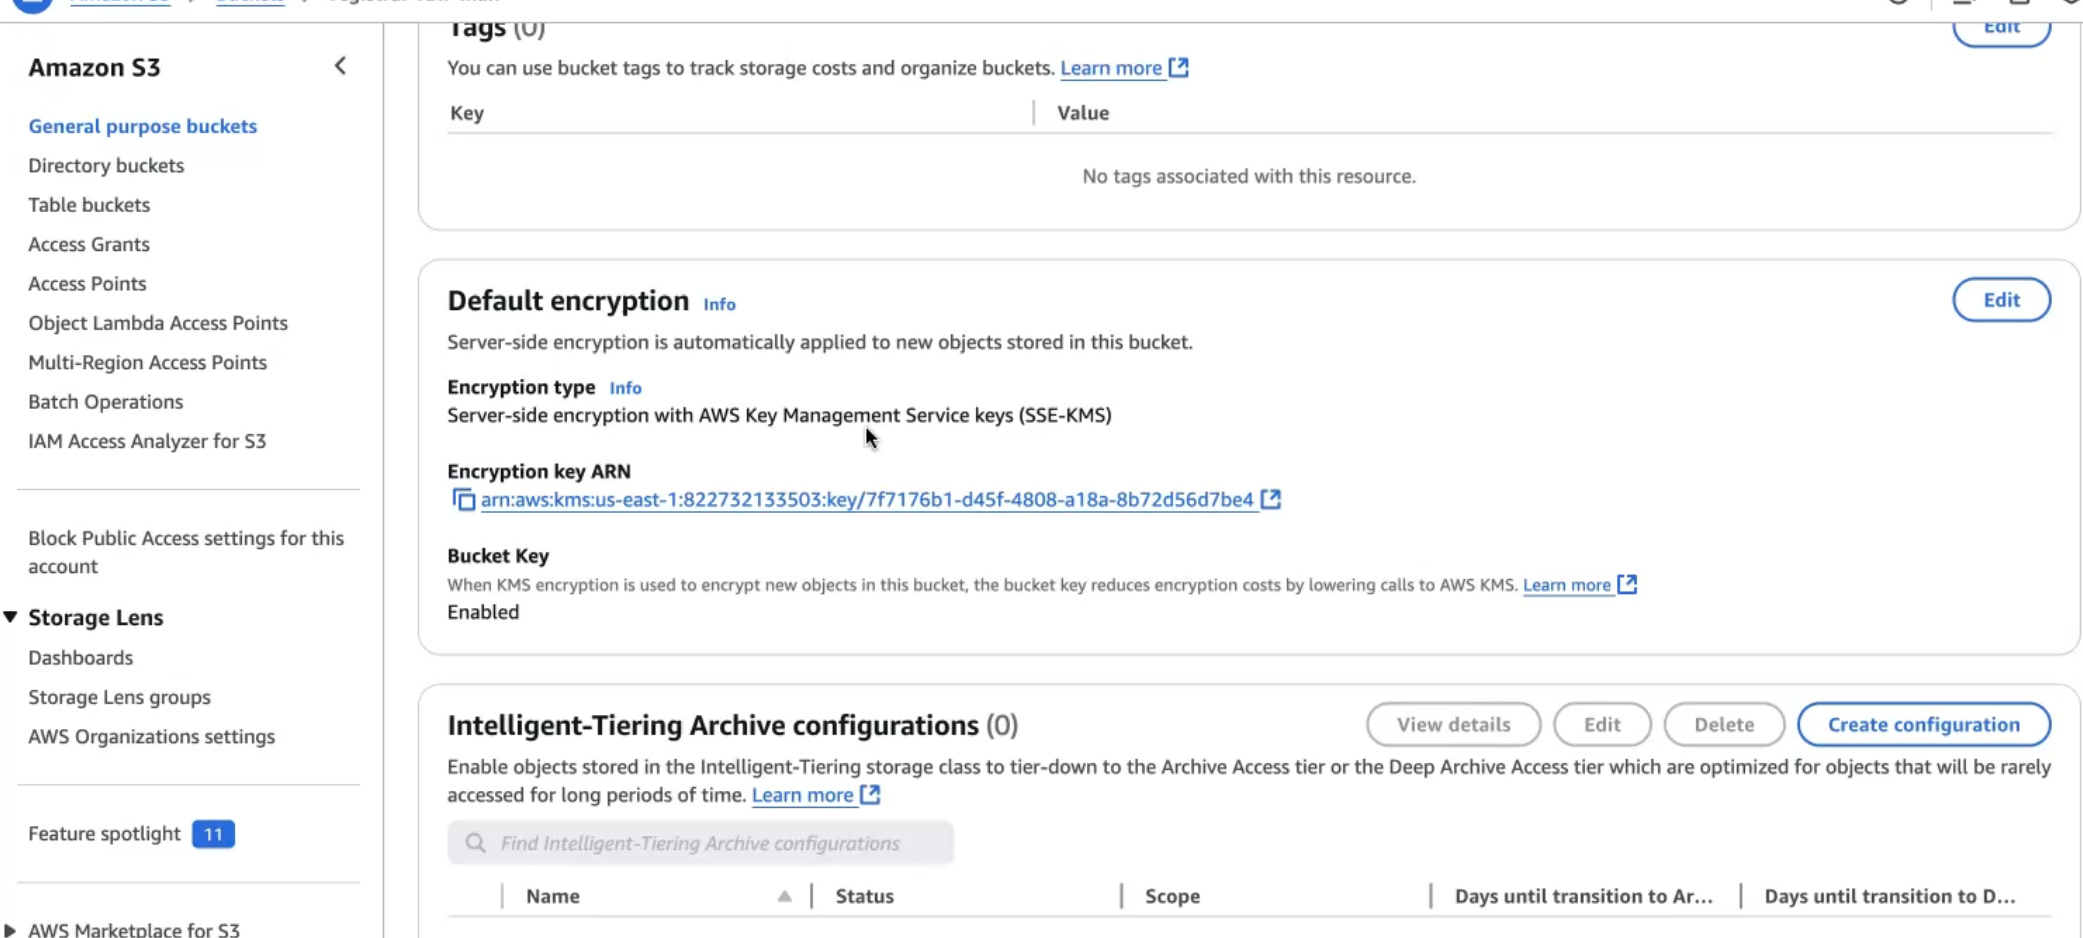 Amazon S3
General purpose buckets
Directory buckets
Table buckets
Access Grants
Access Points
Object Lambda Access Points
Multi-Region Access Points
Batch Operations
IAM Access Analyzer for S3
Block Public Access settings for this
account
Storage Lens
Dashboards
Storage Lens groups
AWS Organizations settings
Feature spotlight 11
AWS Marketplace for S3
Tags (0)
Edit
You can use bucket tags to track storage costs and organize buckets. Learn more
Key Value
No tags associated with this resource.
Default encryption Info
Edit
Server-side encryption is automatically applied to new objects stored in this bucket.
Encryption type Info
Server-side encryption with AWS Key Management Service keys (SSE-KMS)
Encryption key ARN
arn:aws:kms:us-east-1:822732133503:key/7f7176b1-d45f-4808-a18a-8b72d56d7be4
Bucket Key
When KMS encryption is used to encrypt new objects in this bucket, the bucket key reduces encryption costs by lowering calls to AWS KMS. Learn more
Enabled
Intelligent-Tiering Archive configurations (0)
View details Edit Delete Create configuration
Enable objects stored in the Intelligent-Tiering storage class to tier-down to the Archive Access tier or the Deep Archive Access tier which are optimized for objects that will be rarely
accessed for long periods of time. Learn more
Find Intelligent-Tiering Archive configurations
Name Status Scope Days until transition to Ar... Days until transition to D...